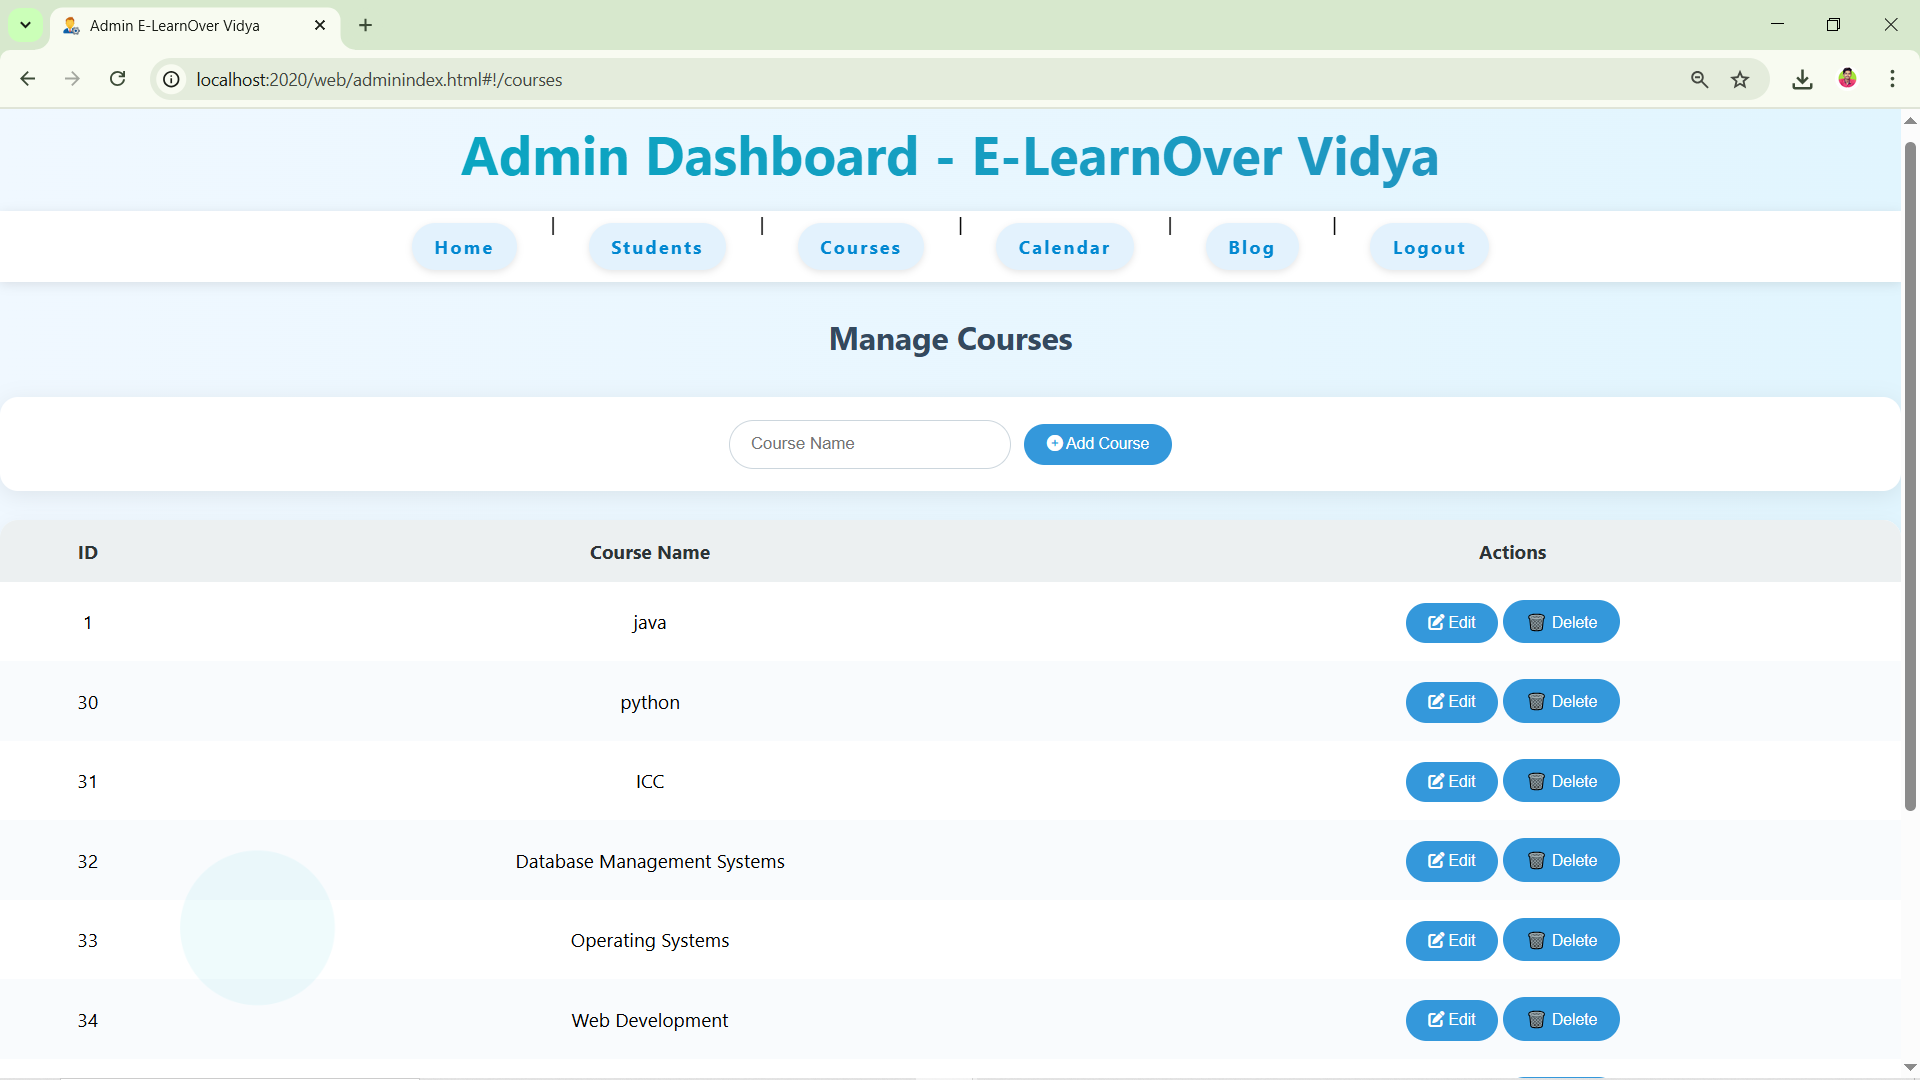 Admin E-LearnOver Vidya
localhost:2020/web/adminindex.html#!/courses
Admin Dashboard - E-LearnOver Vidya
Home | Students | Courses | Calendar | Blog | Logout
Manage Courses
Course Name Add Course
ID Course Name Actions
1 java Edit Delete
30 python Edit Delete
31 ICC Edit Delete
32 Database Management Systems Edit Delete
33 Operating Systems Edit Delete
34 Web Development Edit Delete